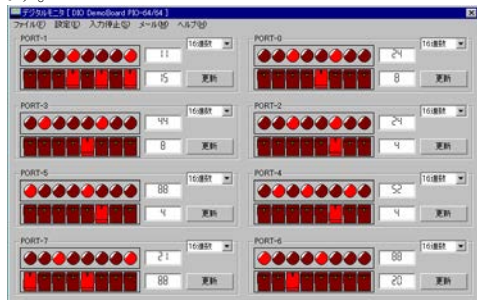 デジタルモニタ [ DIO DemoBoard PIO-64/64 ]
ファイル(F) 設定(D) 入力停止(S) メール(M) ヘルプ(H)
PORT-1
11
16進数
15
更新
PORT-0
24
16進数
8
更新
PORT-3
44
16進数
8
更新
PORT-2
24
16進数
4
更新
PORT-5
88
16進数
4
更新
PORT-4
52
16進数
4
更新
PORT-7
21
16進数
88
更新
PORT-6
88
16進数
20
更新